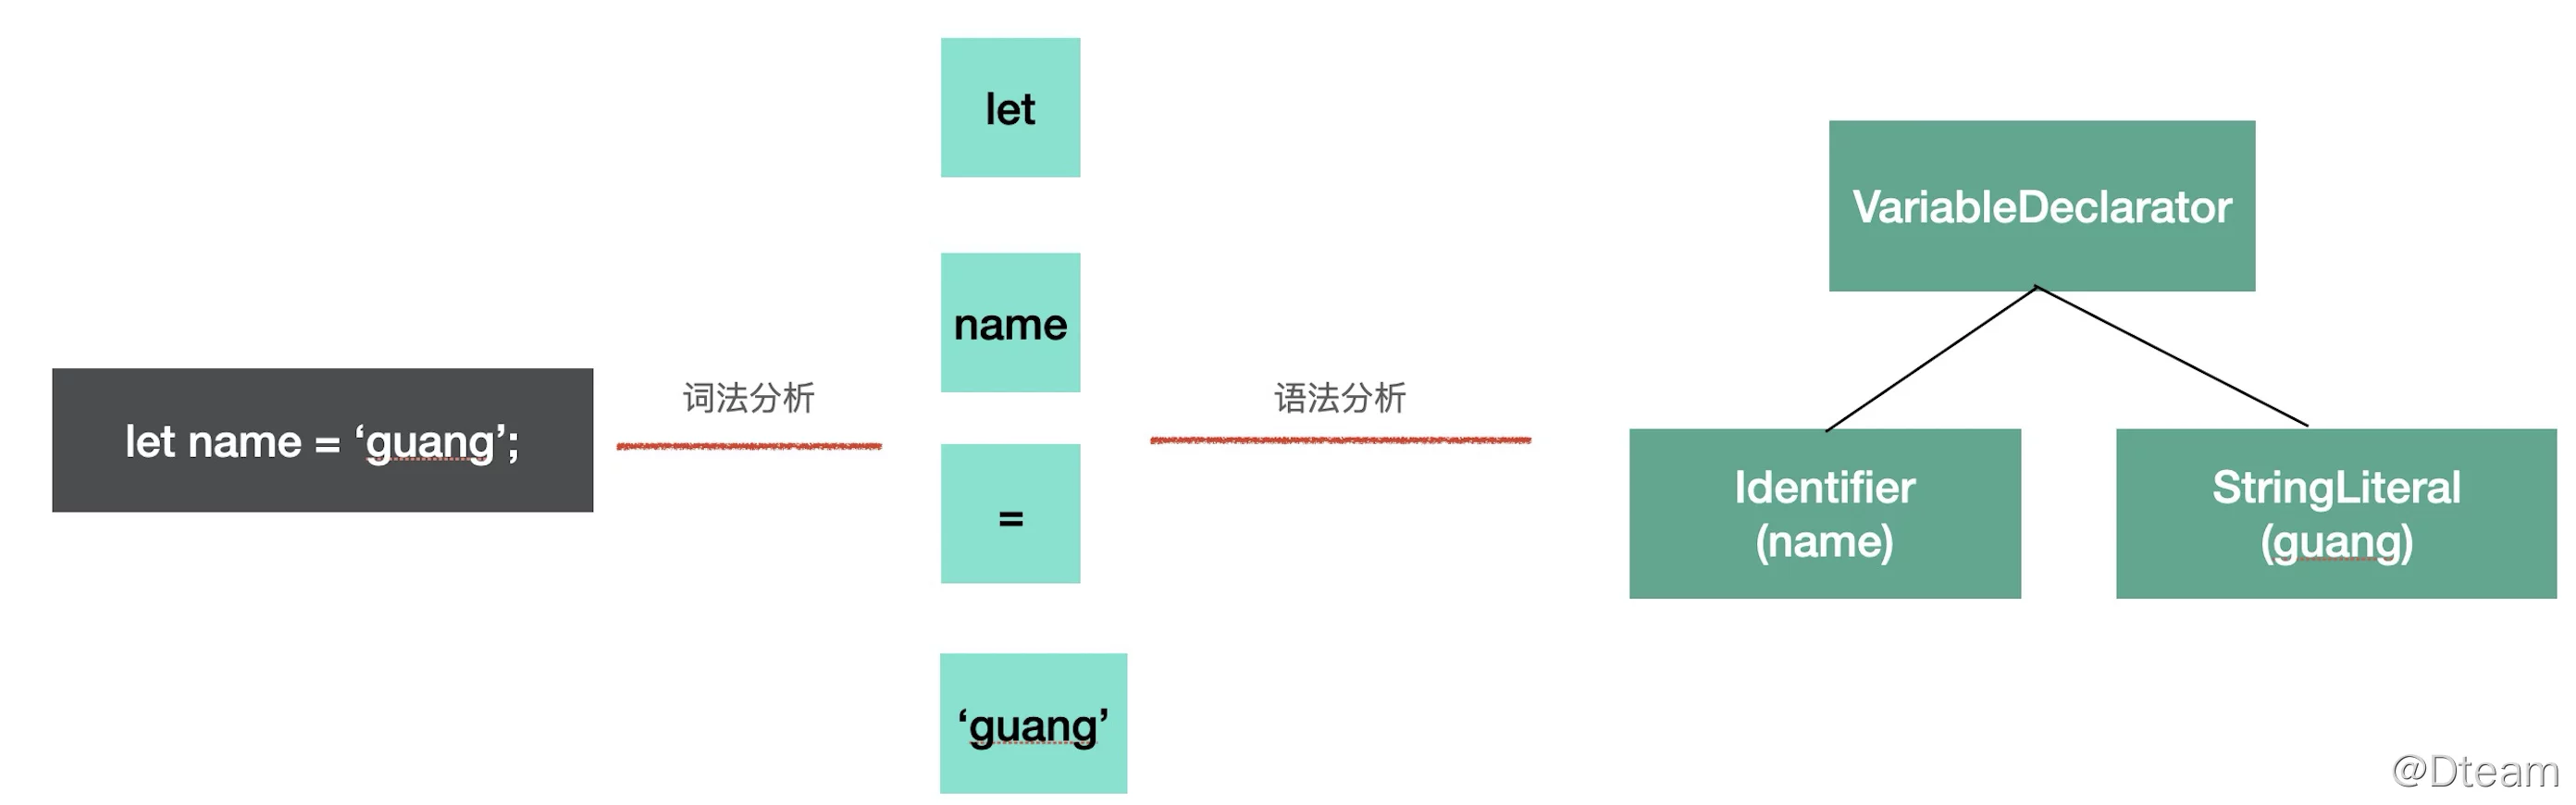 let name = ‘guang’;
词法分析
let
name
=
‘guang’
语法分析
VariableDeclarator
Identifier
(name)
StringLiteral
(guang)
@Dteam